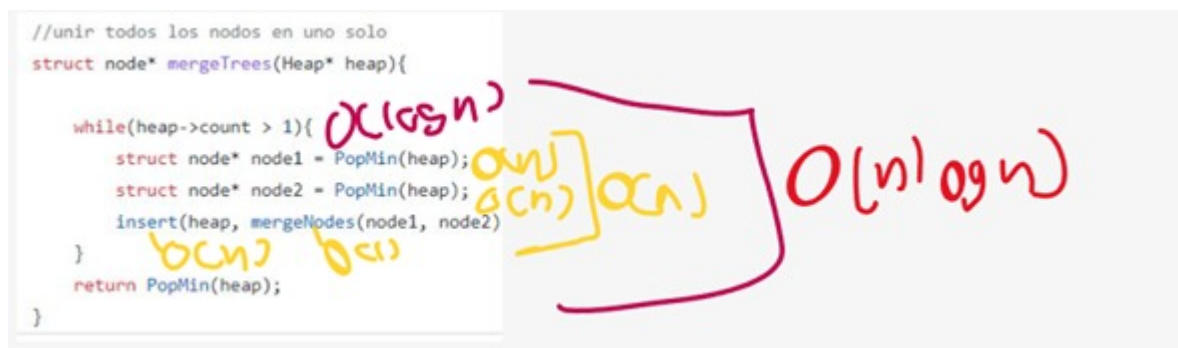 //unir todos los nodos en uno solo
struct node* mergeTrees(Heap* heap){
while(heap->count > 1){ O(log n)
struct node* node1 = PopMin(heap); O(n)
struct node* node2 = PopMin(heap); O(n) O(n)
insert(heap, mergeNodes(node1, node2)
} O(n) O(1)
return PopMin(heap);
}
O(n log n)